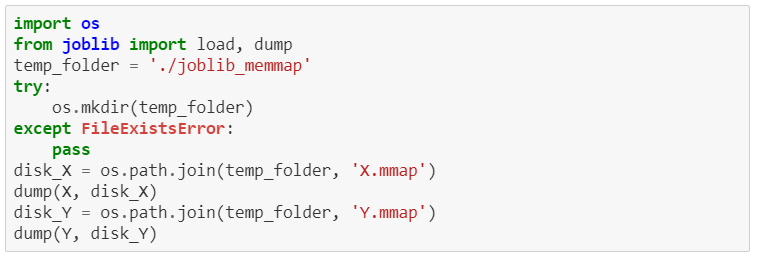 import os
from joblib import load, dump
temp_folder = './joblib_memmap'
try:
    os.mkdir(temp_folder)
except FileExistsError:
    pass
disk_X = os.path.join(temp_folder, 'X.mmap')
dump(X, disk_X)
disk_Y = os.path.join(temp_folder, 'Y.mmap')
dump(Y, disk_Y)